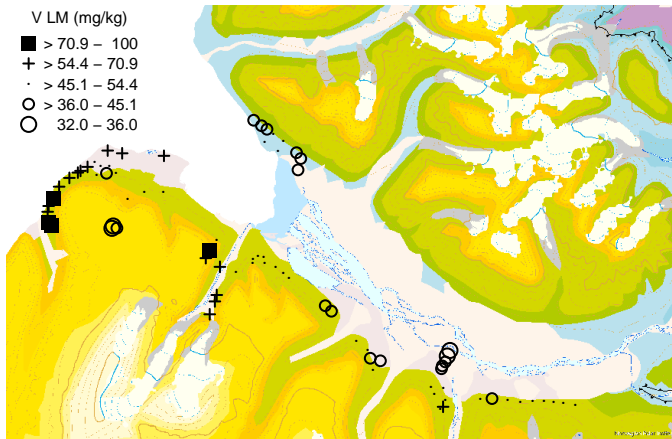 V LM (mg/kg)
> 70.9 – 100
> 54.4 – 70.9
> 45.1 – 54.4
> 36.0 – 45.1
32.0 – 36.0